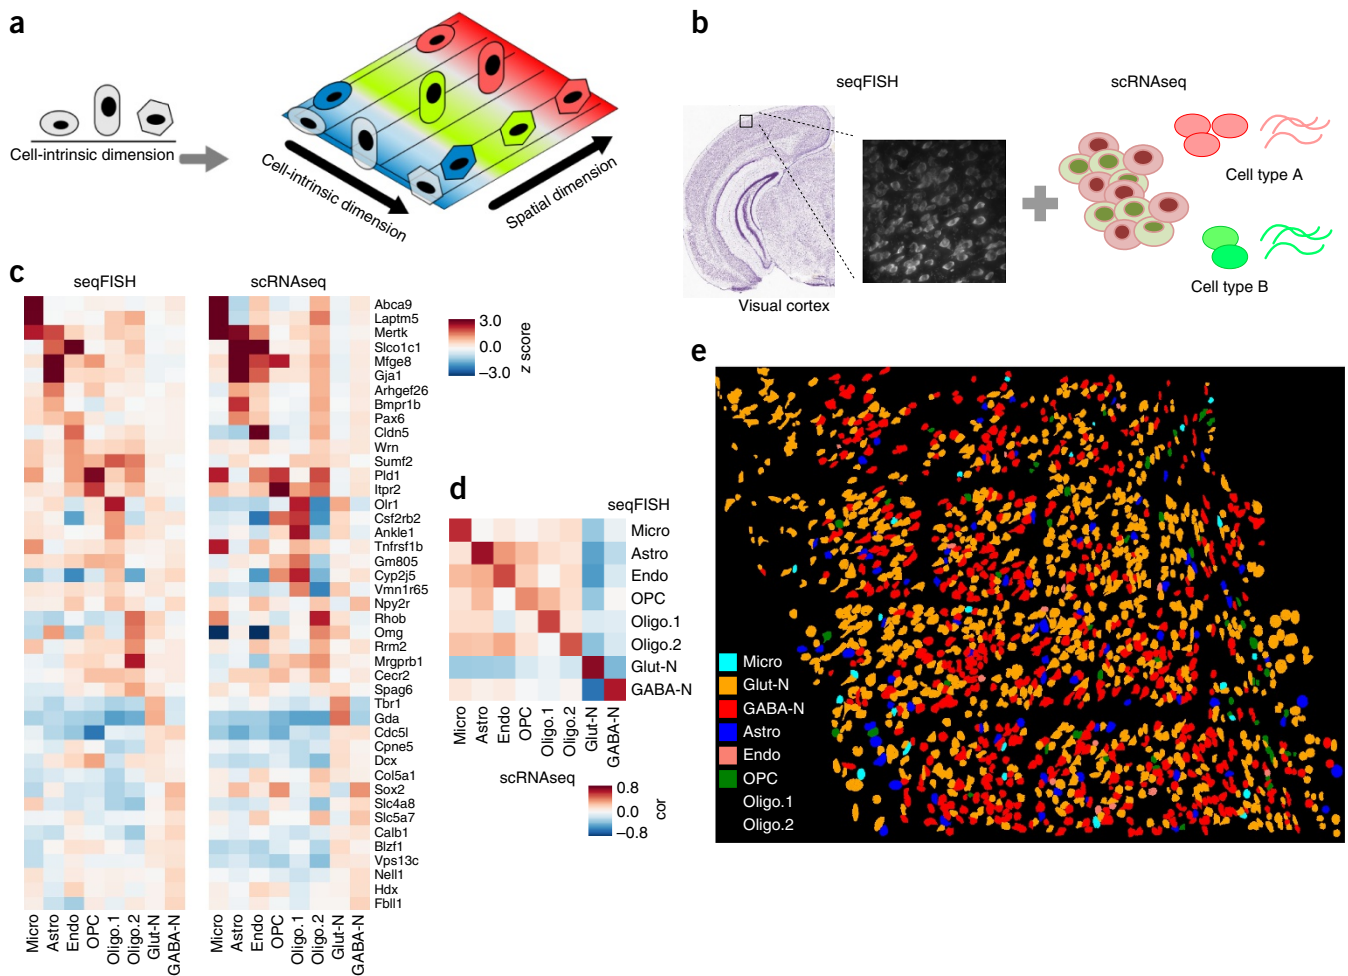 a
Cell-intrinsic dimension
Cell-intrinsic dimension
Spatial dimension
b
seqFISH
scRNAseq
Visual cortex
Cell type A
Cell type B
c
seqFISH
scRNAseq
Abca9
Laptm5
Mertk
Slco1c1
Mfge8
Gja1
Arhgef26
Bmpr1b
Pax6
Cldn5
Wrn
Sumf2
Pld1
Itpr2
Olr1
Csf2rb2
Ankle1
Tnfrsf1b
Gm805
Cyp2j5
Vmn1r65
Npy2r
Rhob
Omg
Rrm2
Mrgprb1
Cecr2
Spag6
Tbr1
Gda
Cdc5l
Cpne5
Dcx
Col5a1
Sox2
Slc4a8
Slc5a7
Calb1
Blzf1
Vps13c
Nell1
Hdx
Fbll1
Micro
Astro
Endo
OPC
Oligo.1
Oligo.2
Glut-N
GABA-N
Micro
Astro
Endo
OPC
Oligo.1
Oligo.2
Glut-N
GABA-N
3.0
0.0
−3.0
z score
d
seqFISH
Micro
Astro
Endo
OPC
Oligo.1
Oligo.2
Glut-N
GABA-N
Micro
Astro
Endo
OPC
Oligo.1
Oligo.2
Glut-N
GABA-N
scRNAseq
0.8
0.0
−0.8
cor
e
Micro
Glut-N
GABA-N
Astro
Endo
OPC
Oligo.1
Oligo.2